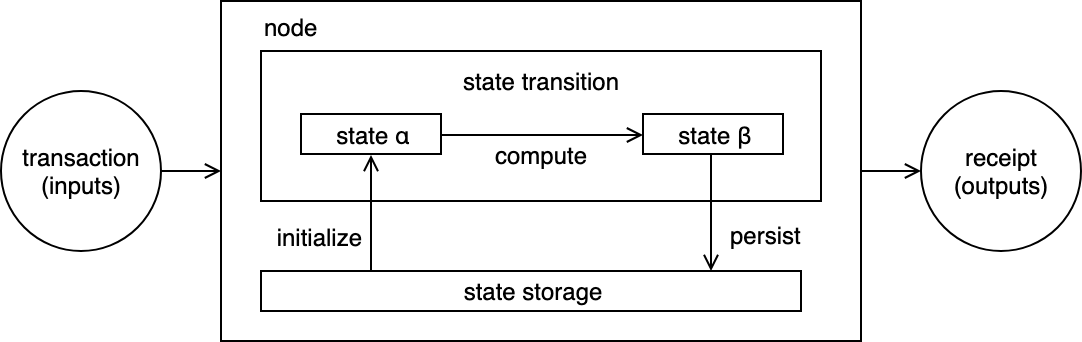 node
state transition
state α
compute
state β
transaction
(inputs)
receipt
(outputs)
initialize
persist
state storage